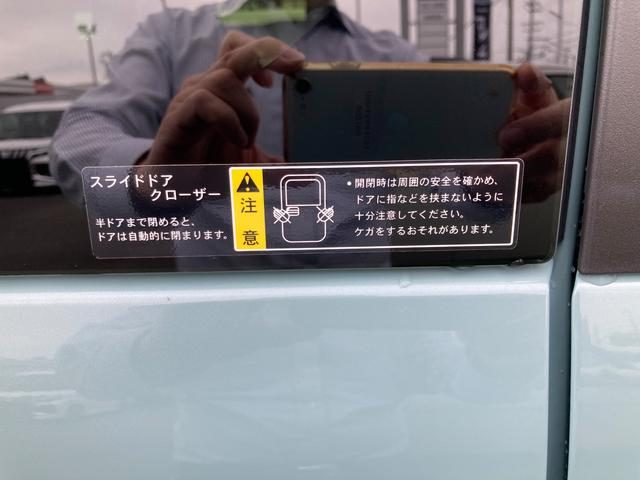 スライドドア
クローザー
半ドアまで閉めると、
ドアは自動的に閉まります。
注
意
• 開閉時は周囲の安全を確かめ、
ドアに指などを挟まないように
十分注意してください。
ケガをするおそれがあります。